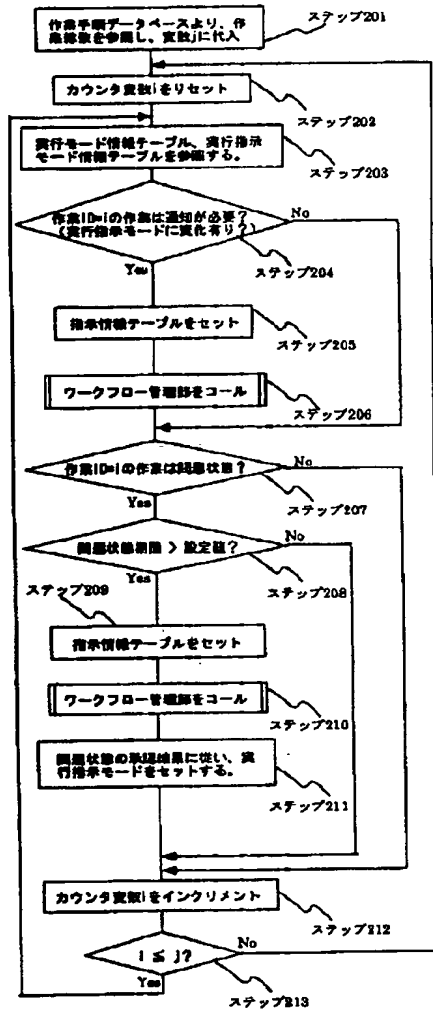 作業手順データベースより、作
業総数を参照し、変数jに代入
ステップ201
カウンタ変数iをリセット
ステップ202
実行モード情報テーブル、実行指示
モード情報テーブルを参照する。
ステップ203
作業ID=iの作業は通知が必要?
(実行指示モードに変化有り?)
No
Yes
ステップ204
指示情報テーブルをセット
ステップ205
ワークフロー管理部をコール
ステップ206
作業ID=iの作業は問題状態?
No
Yes
ステップ207
問題状態期間 > 設定値?
No
Yes
ステップ208
ステップ209
指示情報テーブルをセット
ワークフロー管理部をコール
ステップ210
問題状態の承認結果に従い、実
行指示モードをセットする。
ステップ211
カウンタ変数iをインクリメント
ステップ212
i ≦ j?
No
Yes
ステップ213